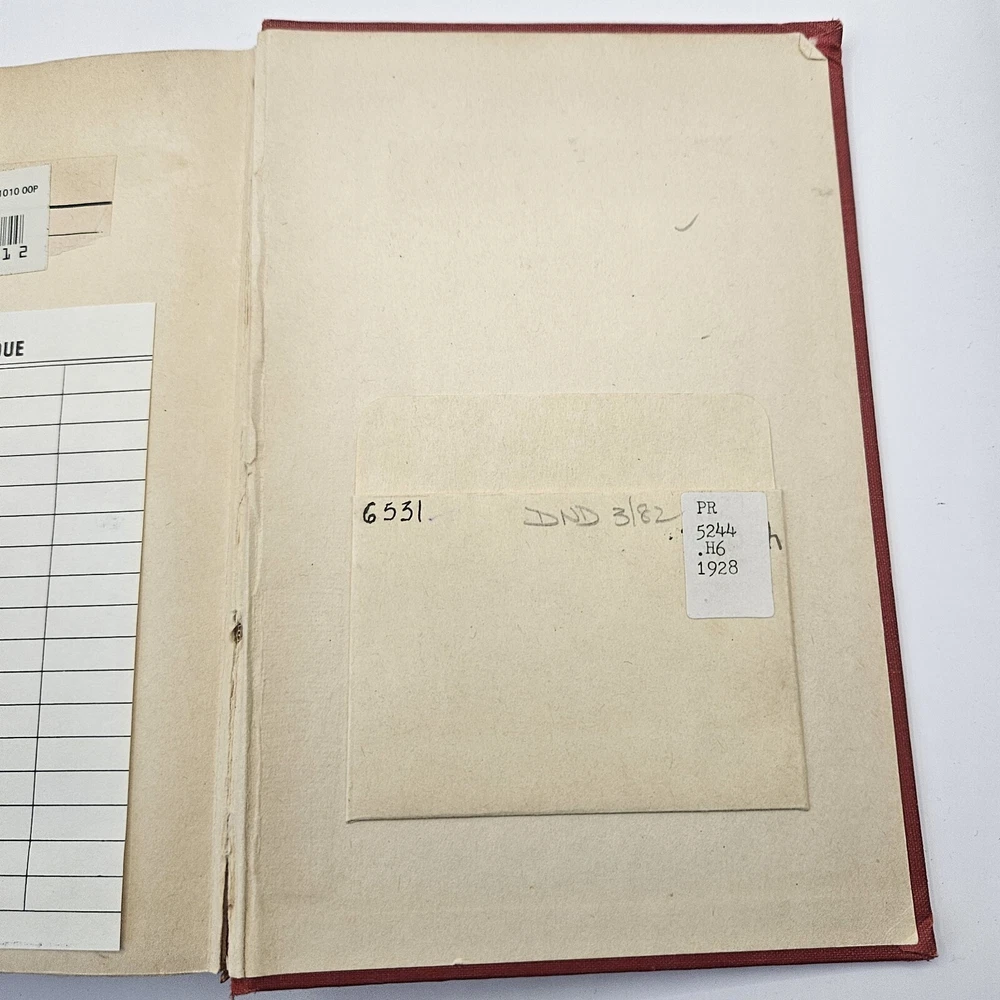 1010 00P
1 2
DUE
6531
DND 3/82
PR
5244
.H6
1928